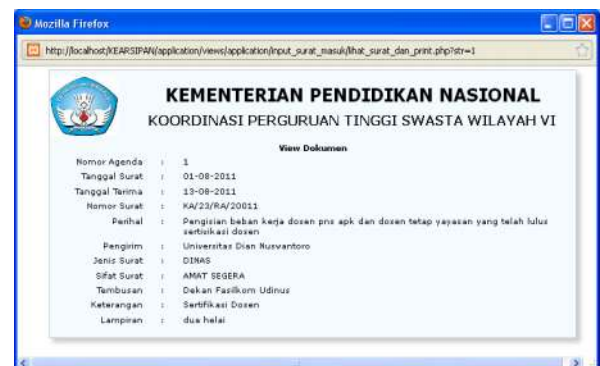 Mozilla Firefox
http://localhost/KEARSIPAN/application/views/application/input_surat_masuk/lihat_surat_dan_print.php?str=1
KEMENTERIAN PENDIDIKAN NASIONAL
KOORDINASI PERGURUAN TINGGI SWASTA WILAYAH VI
View Dokumen
Nomor Agenda : 1
Tanggal Surat : 01-08-2011
Tanggal Terima : 13-08-2011
Nomor Surat : KA/23/RA/20011
Perihal : Pengisian beban kerja dosen pns apk dan dosen tetap yayasan yang telah lulus
sertisikasi dosen
Pengirim : Universitas Dian Nuswantoro
Jenis Surat : DINAS
Sifat Surat : AMAT SEGERA
Tembusan : Dekan Fasilkom Udinus
Keterangan : Sertifikasi Dosen
Lampiran : dua helai